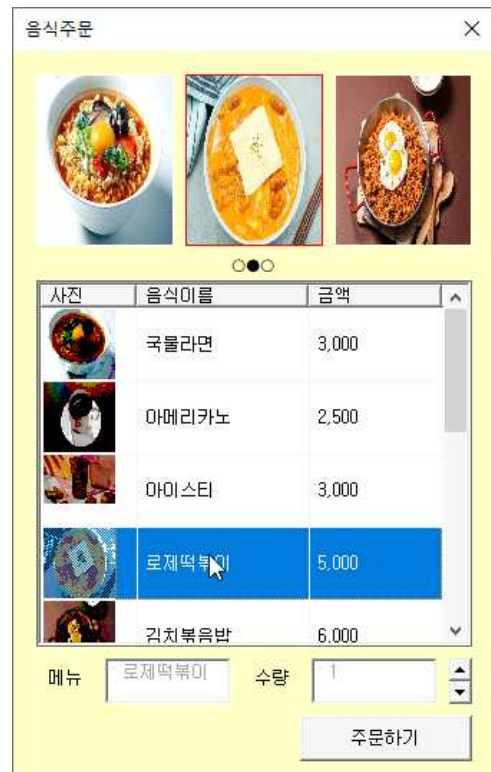 음식주문
사진 음식이름 금액
국물라면 3,000
아메리카노 2,500
아이스티 3,000
로제떡볶이 5,000
김치볶음밥 6,000
메뉴 로제떡볶이 수량 1
주문하기